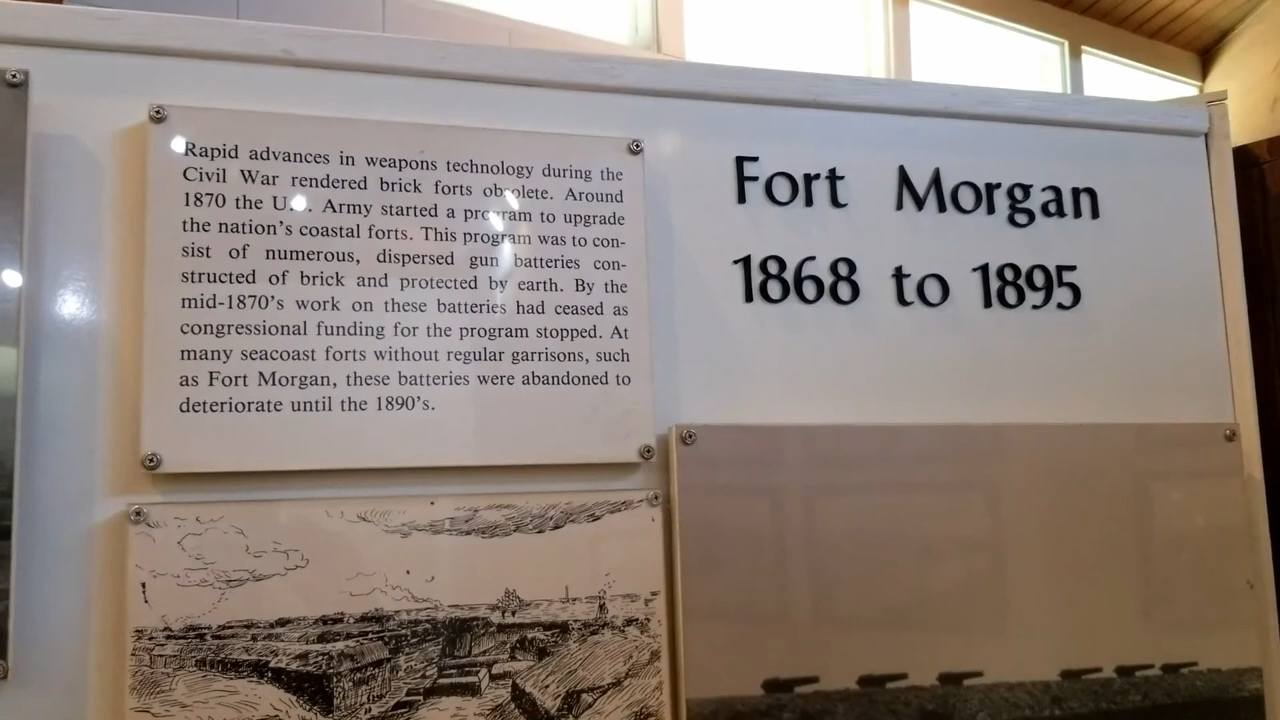 Rapid advances in weapons technology during the
Civil War rendered brick forts obsolete. Around
1870 the U.S. Army started a program to upgrade
the nation's coastal forts. This program was to con-
sist of numerous, dispersed gun batteries con-
structed of brick and protected by earth. By the
mid-1870's work on these batteries had ceased as
congressional funding for the program stopped. At
many seacoast forts without regular garrisons, such
as Fort Morgan, these batteries were abandoned to
deteriorate until the 1890's.
Fort Morgan
1868 to 1895